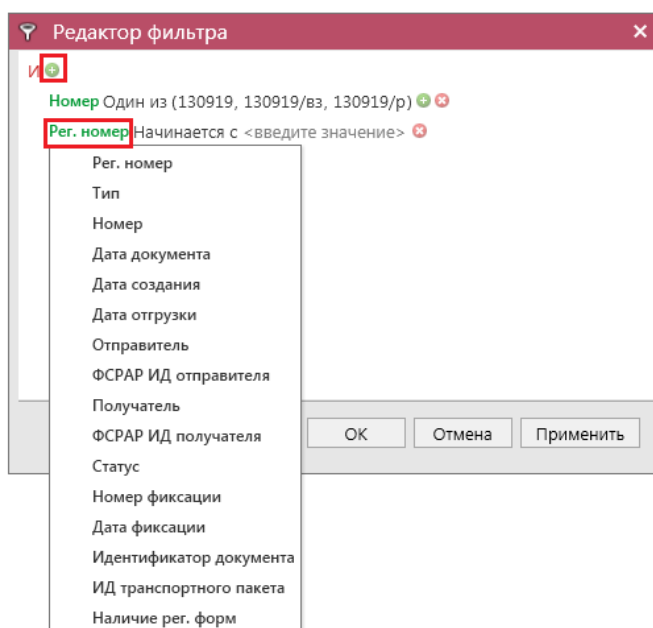 Редактор фильтра
И
Номер Один из (130919, 130919/вз, 130919/р)
Рег. номер Начинается с <введите значение>
Рег. номер
Тип
Номер
Дата документа
Дата создания
Дата отгрузки
Отправитель
ФСРАР ИД отправителя
Получатель
ФСРАР ИД получателя
ОК Отмена Применить
Статус
Номер фиксации
Дата фиксации
Идентификатор документа
ИД транспортного пакета
Наличие рег. форм